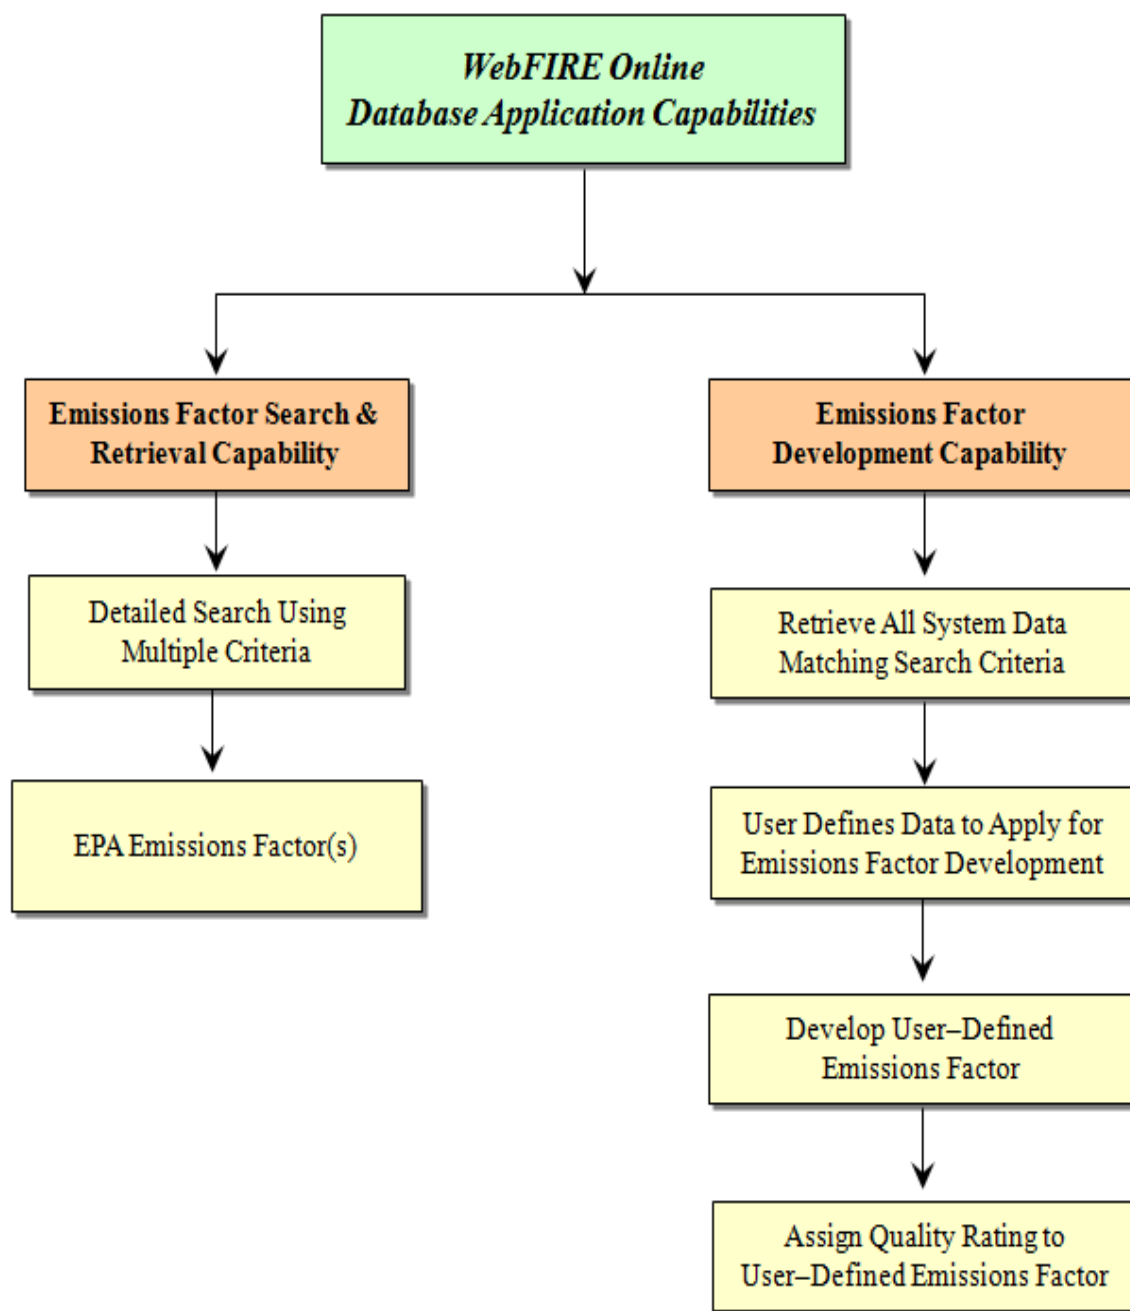 WebFIRE Online
Database Application Capabilities
Emissions Factor Search &
Retrieval Capability
Detailed Search Using
Multiple Criteria
EPA Emissions Factor(s)
Emissions Factor
Development Capability
Retrieve All System Data
Matching Search Criteria
User Defines Data to Apply for
Emissions Factor Development
Develop User–Defined
Emissions Factor
Assign Quality Rating to
User–Defined Emissions Factor